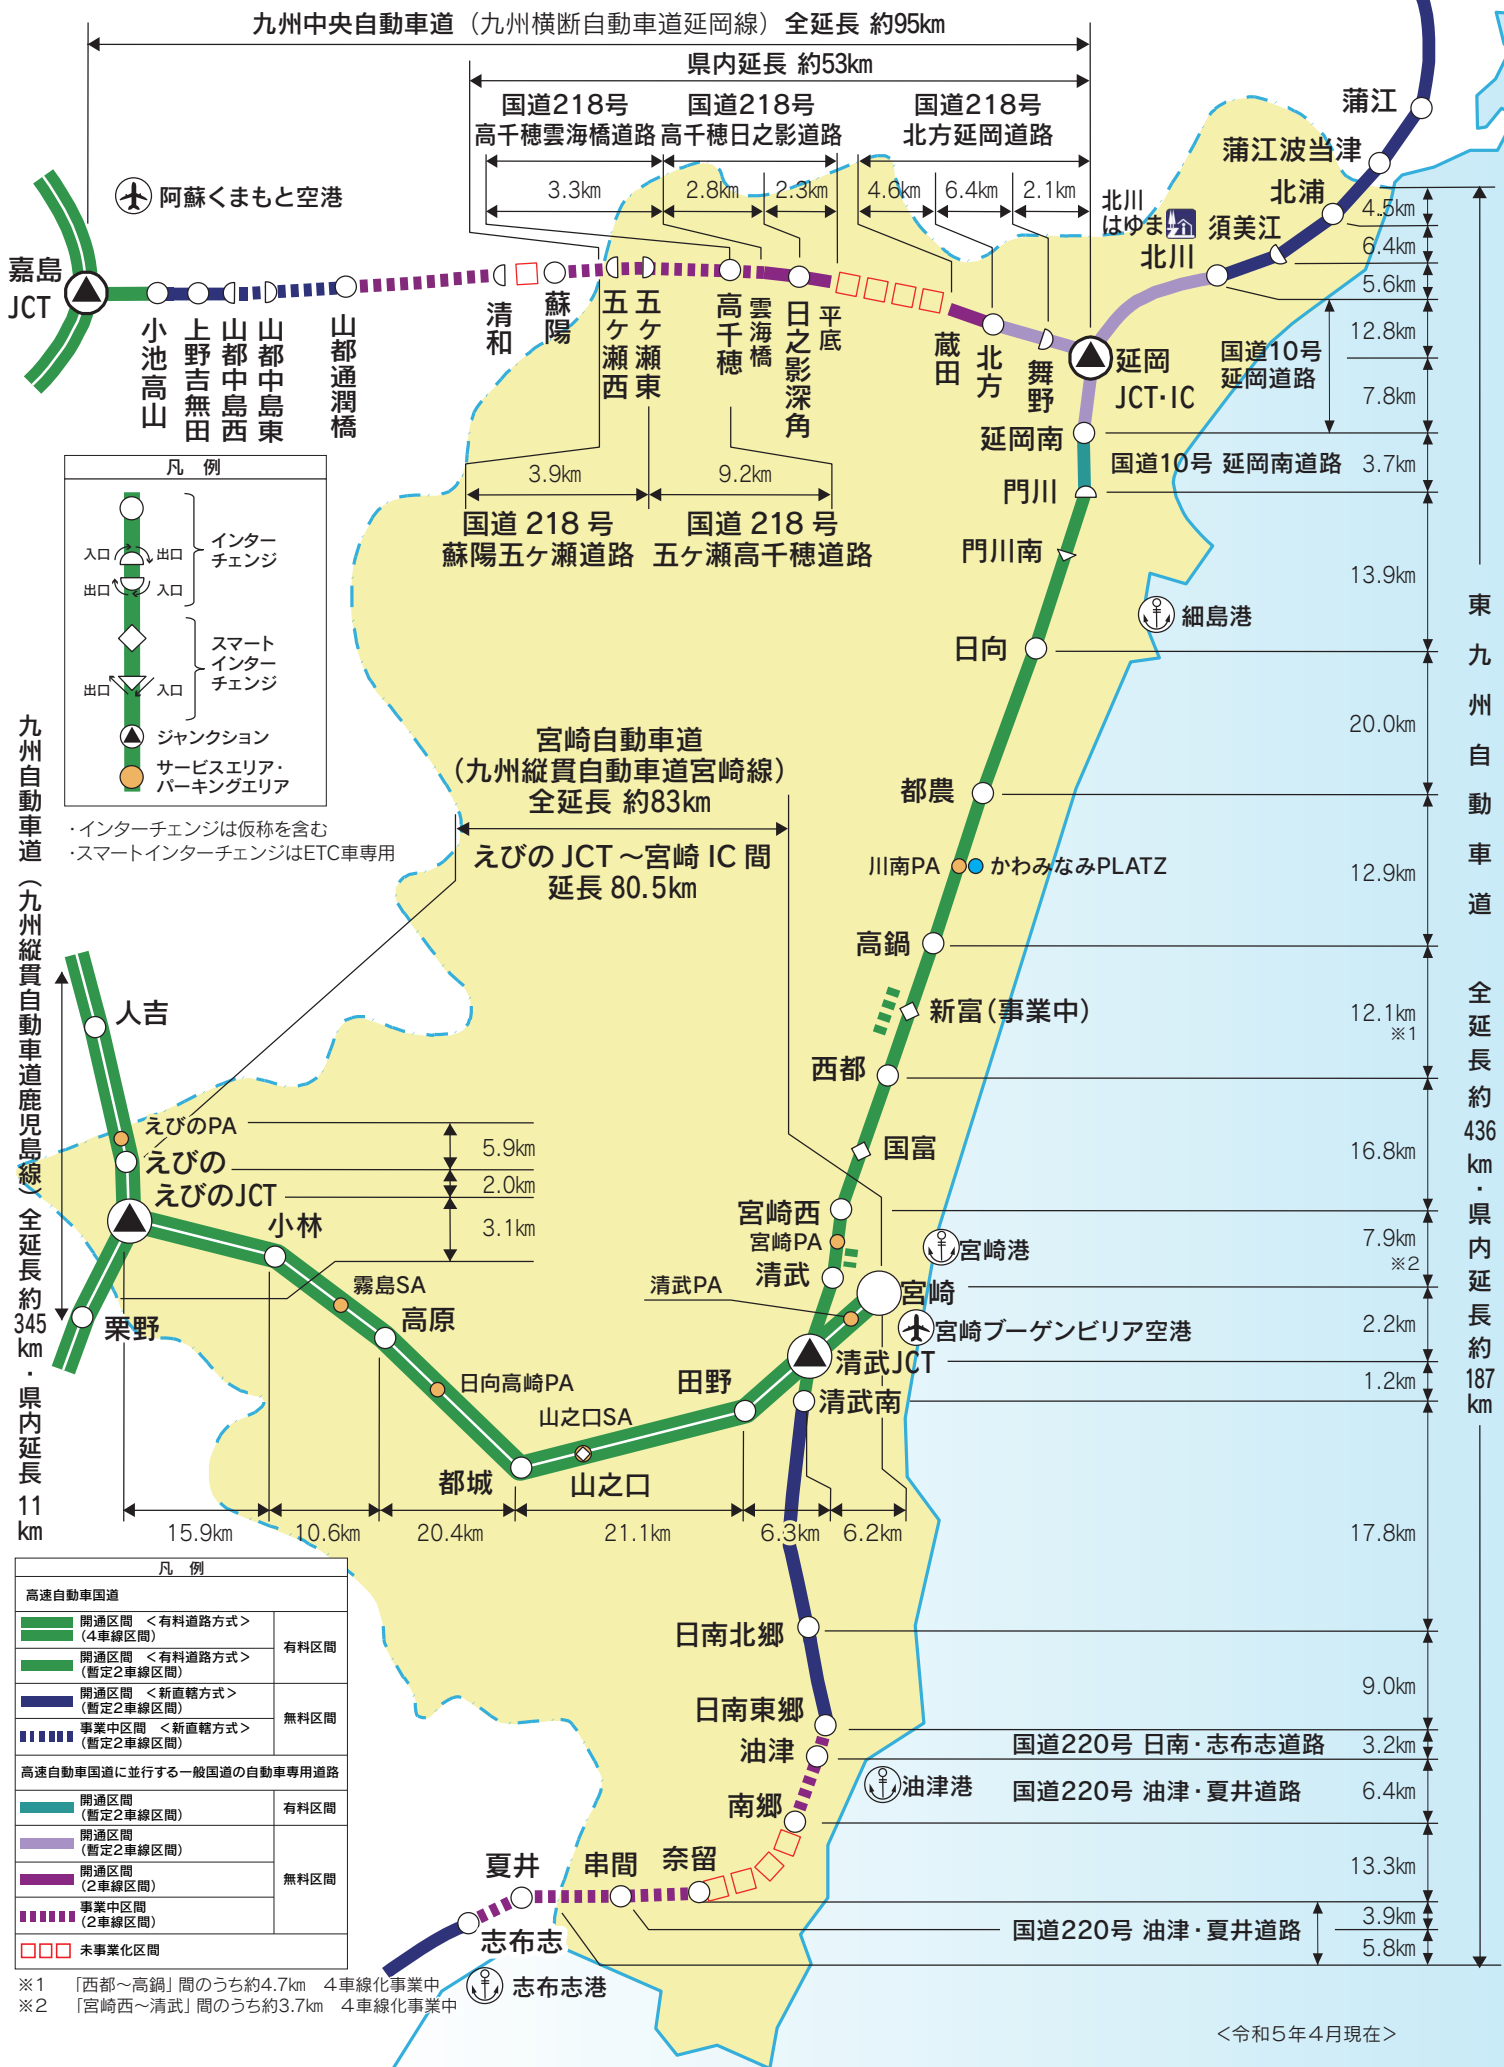 九州中央自動車道（九州横断自動車道延岡線）全延長 約95km
県内延長 約53km
国道218号
高千穂雲海橋道路
国道218号
高千穂日之影道路
国道218号
北方延岡道路
3.3km
2.8km
2.3km
4.6km
6.4km
2.1km
阿蘇くまもと空港
嘉島
JCT
小池高山
上野吉無田
山都中島西
山都中島東
山都通潤橋
清和
蘇陽
五ヶ瀬西
五ヶ瀬東
高千穂
雲海橋
日之影深角
平底
蔵田
北方
舞野
延岡
JCT・IC
北川
はゆま
北川
須美江
北浦
蒲江波当津
蒲江
4.5km
6.4km
5.6km
12.8km
国道10号
延岡道路
7.8km
延岡南
国道10号 延岡南道路
3.7km
門川
3.9km
9.2km
国道 218 号
蘇陽五ヶ瀬道路
国道 218 号
五ヶ瀬高千穂道路
門川南
13.9km
細島港
日向
20.0km
都農
川南PA
かわみなみPLATZ
12.9km
高鍋
新富（事業中）
12.1km
※1
西都
国富
16.8km
宮崎西
宮崎PA
7.9km
※2
清武
宮崎港
宮崎
清武PA
宮崎ブーゲンビリア空港
2.2km
清武JCT
1.2km
清武南
17.8km
日南北郷
9.0km
日南東郷
国道220号 日南・志布志道路
3.2km
油津
油津港
国道220号 油津・夏井道路
6.4km
南郷
13.3km
奈留
串間
夏井
国道220号 油津・夏井道路
3.9km
5.8km
志布志
志布志港
東九州自動車道 全延長 約436km・県内延長約187km
凡 例
入口
出口
出口
入口
インター
チェンジ
出口
入口
スマート
インター
チェンジ
ジャンクション
サービスエリア・
パーキングエリア
・インターチェンジは仮称を含む
・スマートインターチェンジはETC車専用
宮崎自動車道
（九州縦貫自動車道宮崎線）
全延長 約83km
えびの JCT ～宮崎 IC 間
延長 80.5km
九州自動車道（九州縦貫自動車道鹿児島線）全延長 約345km・県内延長 11km
人吉
えびのPA
えびの
えびのJCT
5.9km
2.0km
3.1km
小林
霧島SA
栗野
高原
日向高崎PA
都城
山之口SA
山之口
田野
15.9km
10.6km
20.4km
21.1km
6.3km
6.2km
凡 例
高速自動車国道
開通区間 ＜有料道路方式＞
（4車線区間）
開通区間 ＜有料道路方式＞
（暫定2車線区間）
有料区間
開通区間 ＜新直轄方式＞
（暫定2車線区間）
事業中区間 ＜新直轄方式＞
（暫定2車線区間）
無料区間
高速自動車国道に並行する一般国道の自動車専用道路
開通区間
（暫定2車線区間）
有料区間
開通区間
（暫定2車線区間）
開通区間
（2車線区間）
事業中区間
（2車線区間）
無料区間
未事業化区間
※1 「西都～高鍋」間のうち約4.7km 4車線化事業中
※2 「宮崎西～清武」間のうち約3.7km 4車線化事業中
＜令和5年4月現在＞